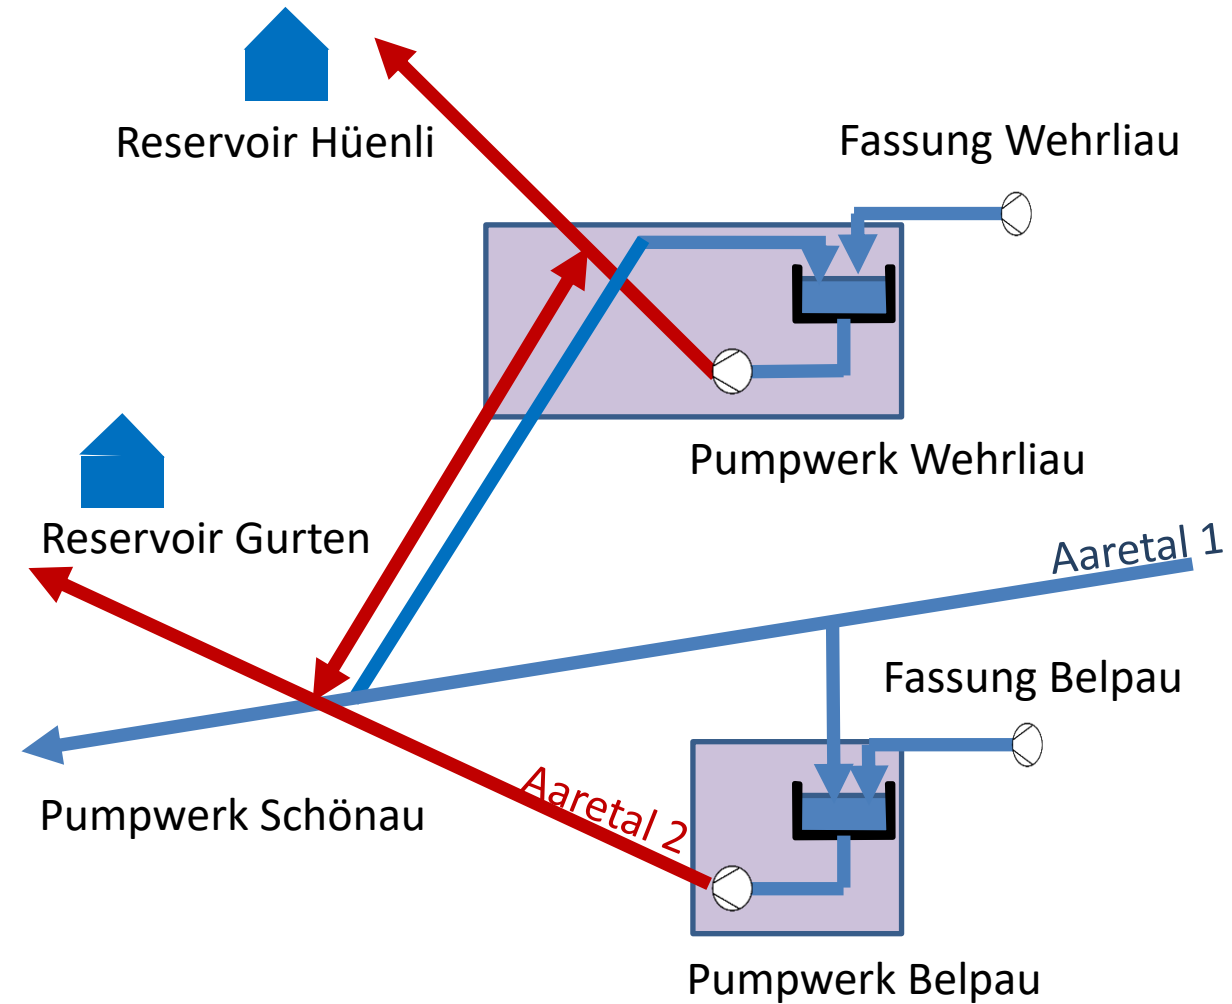 Reservoir Hüenli
Fassung Wehrliau
Pumpwerk Wehrliau
Reservoir Gurten
Aaretal 1
Fassung Belpau
Aaretal 2
Pumpwerk Schönau
Pumpwerk Belpau